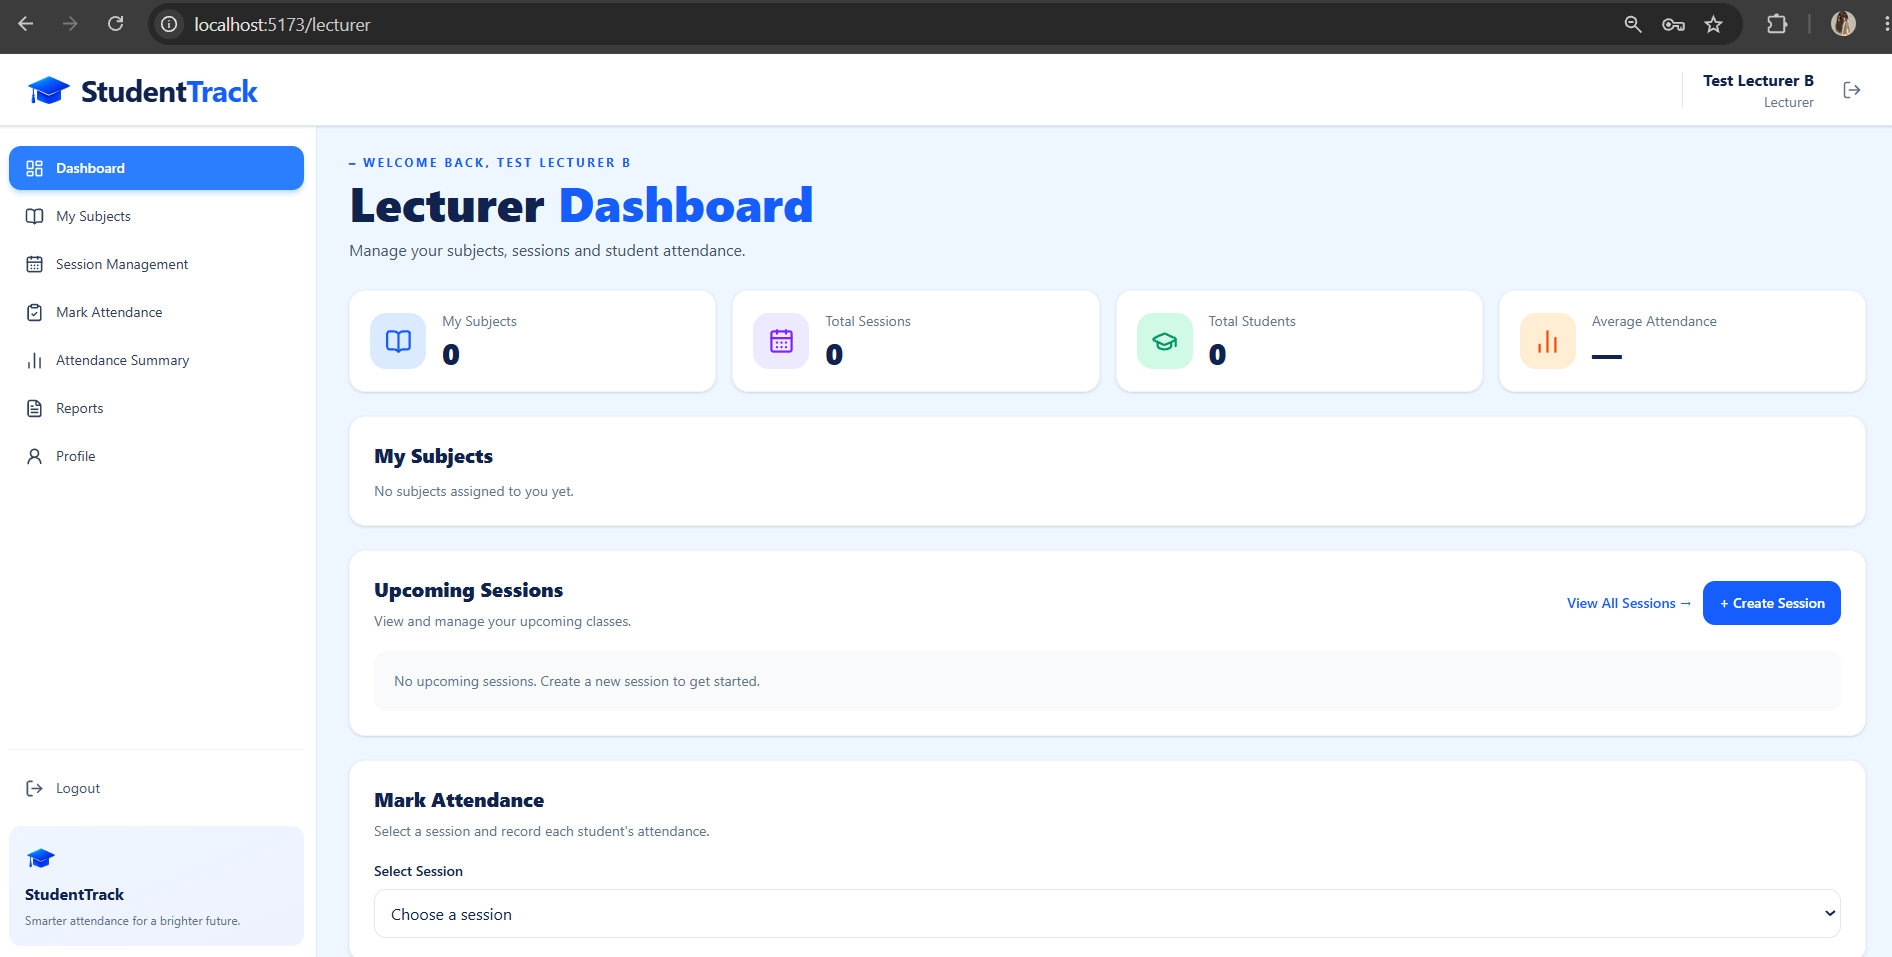 localhost:5173/lecturer
StudentTrack
Test Lecturer B
Lecturer
Dashboard
My Subjects
Session Management
Mark Attendance
Attendance Summary
Reports
Profile
Logout
StudentTrack
Smarter attendance for a brighter future.
– WELCOME BACK, TEST LECTURER B
Lecturer Dashboard
Manage your subjects, sessions and student attendance.
My Subjects
0
Total Sessions
0
Total Students
0
Average Attendance
—
My Subjects
No subjects assigned to you yet.
Upcoming Sessions
View and manage your upcoming classes.
View All Sessions →
+ Create Session
No upcoming sessions. Create a new session to get started.
Mark Attendance
Select a session and record each student's attendance.
Select Session
Choose a session